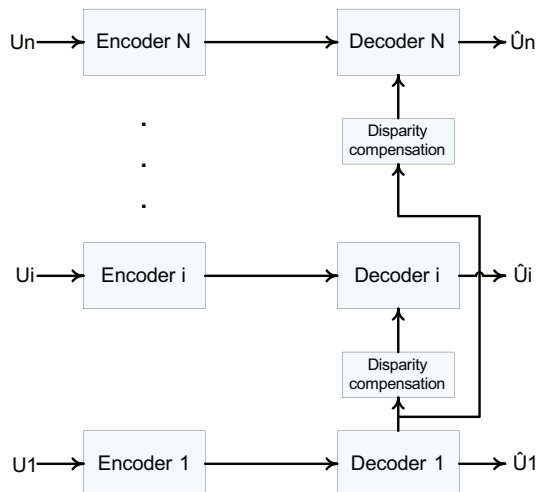 Un Encoder N Decoder N Ûn
Disparity
compensation
.
.
.
Ui Encoder i Decoder i Ûi
Disparity
compensation
U1 Encoder 1 Decoder 1 Û1